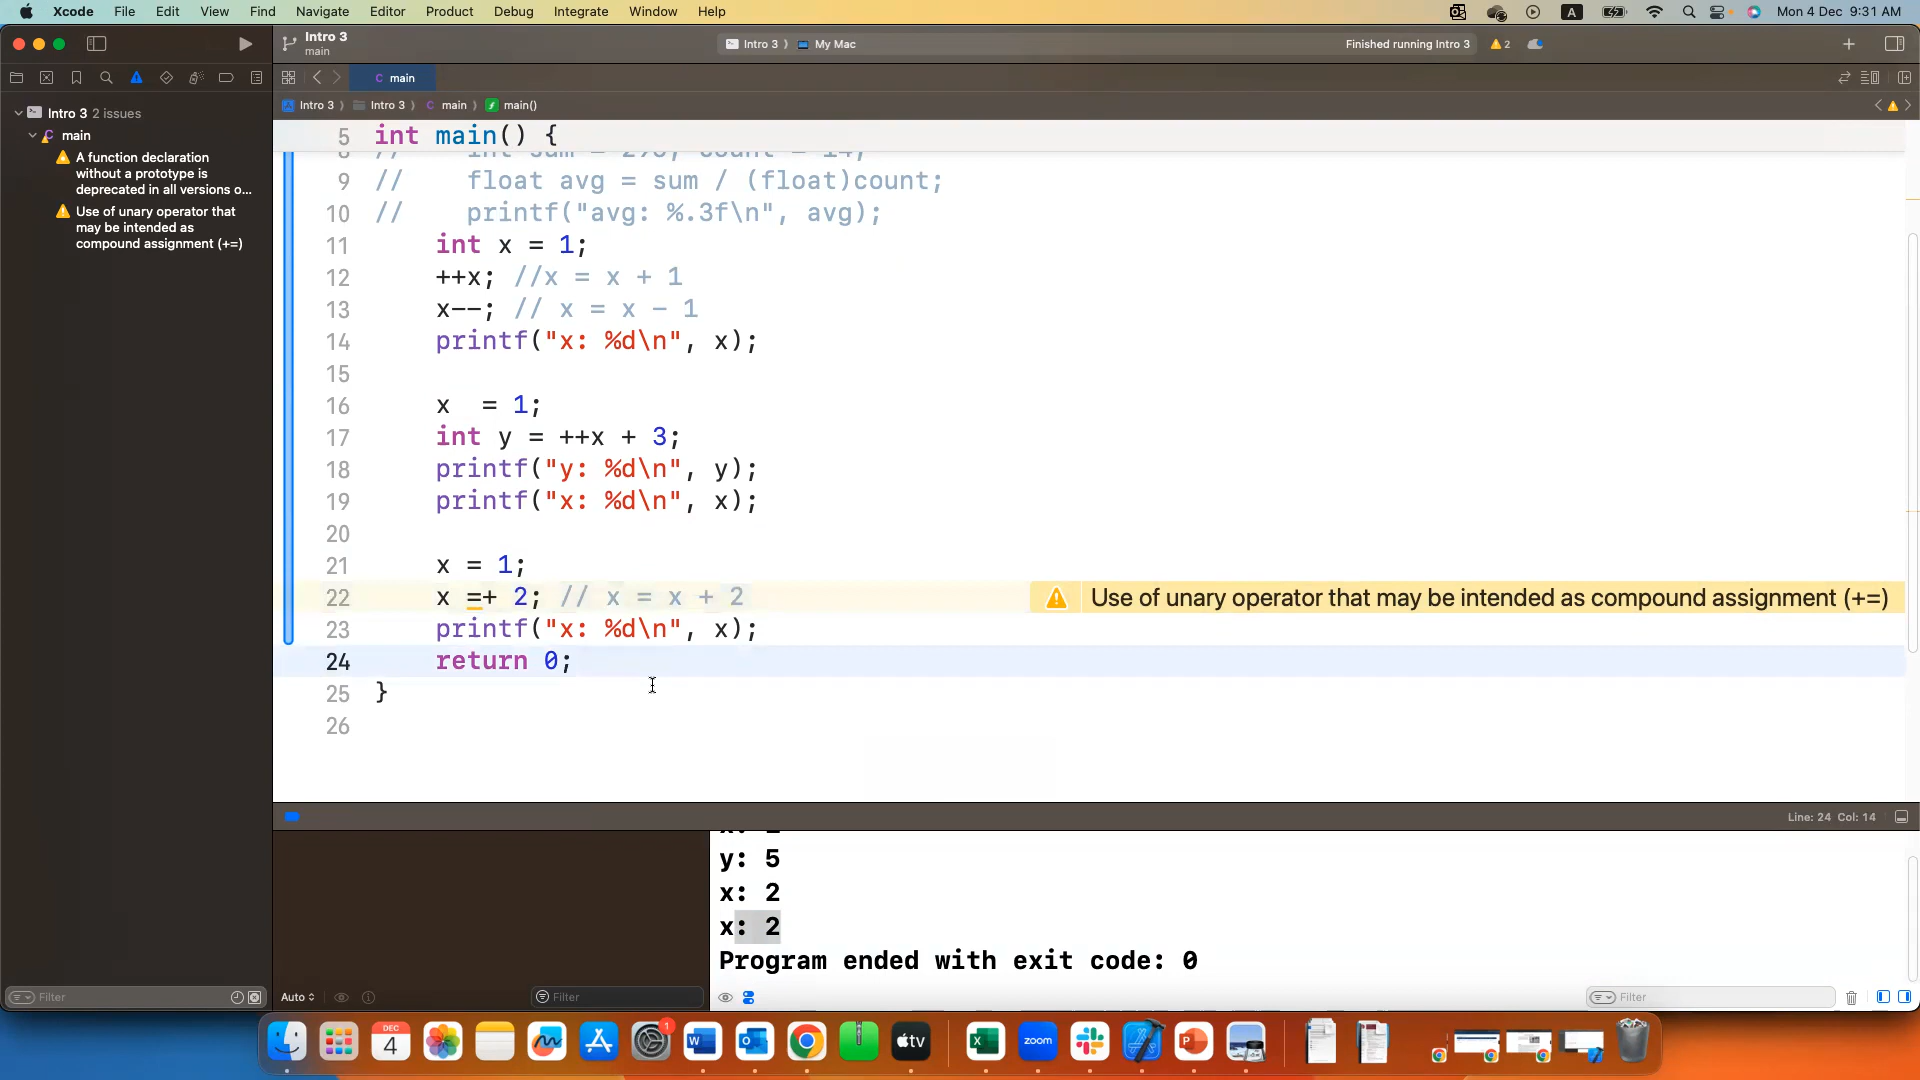 Xcode File Edit View Find Navigate Editor Product Debug Integrate Window Help
A
Mon 4 Dec 9:31 AM
Intro 3
main
Intro 3 My Mac
Finished running Intro 3
2
C main
Intro 3 Intro 3 C main main()
Intro 3 2 issues
main
A function declaration
without a prototype is
deprecated in all versions o...
Use of unary operator that
may be intended as
compound assignment (+=)
5 int main() {
9 // float avg = sum / (float)count;
10 // printf("avg: %.3f\n", avg);
11 int x = 1;
12 ++x; //x = x + 1
13 x--; // x = x - 1
14 printf("x: %d\n", x);
15
16 x = 1;
17 int y = ++x + 3;
18 printf("y: %d\n", y);
19 printf("x: %d\n", x);
20
21 x = 1;
22 x =+ 2; // x = x + 2
Use of unary operator that may be intended as compound assignment (+=)
23 printf("x: %d\n", x);
24 return 0;
25 }
26
Line: 24 Col: 14
y: 5
x: 2
x: 2
Program ended with exit code: 0
Filter
Auto
Filter
Filter
DEC
4
1
tv
zoom